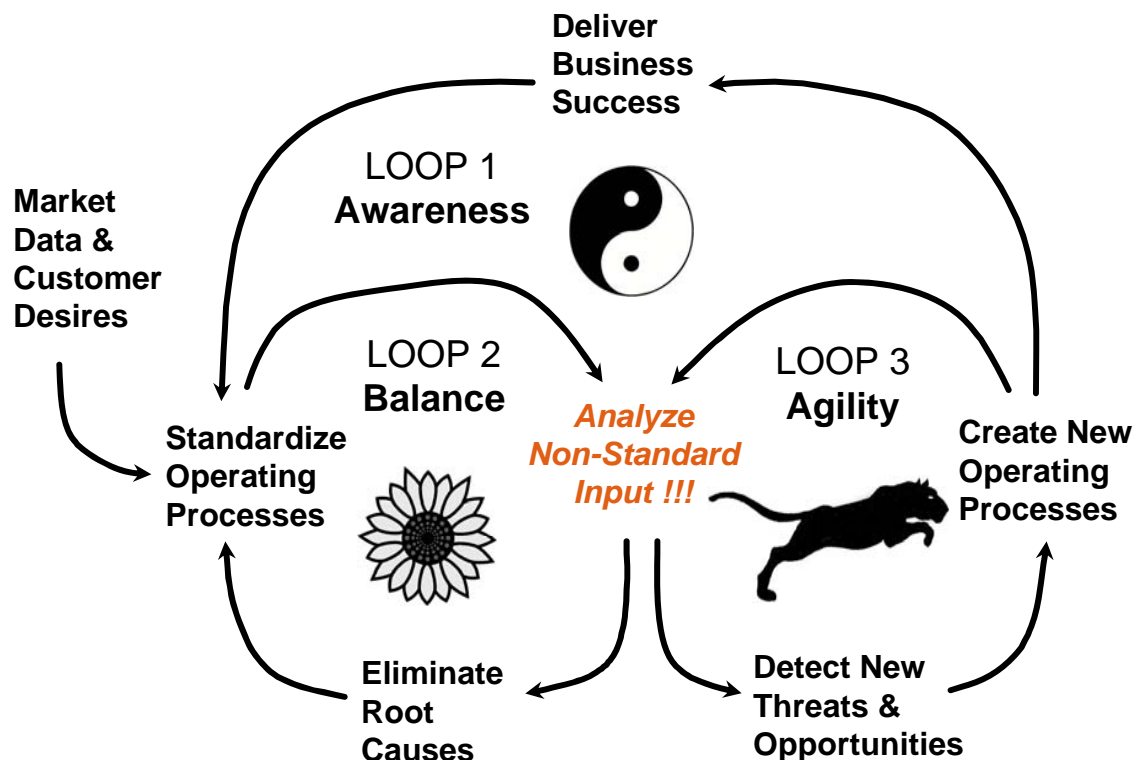 Deliver
Business
Success
LOOP 1
Awareness
Market
Data &
Customer
Desires
LOOP 2
Balance
LOOP 3
Agility
Analyze
Non-Standard
Input !!!
Standardize
Operating
Processes
Create New
Operating
Processes
Eliminate
Root
Causes
Detect New
Threats &
Opportunities